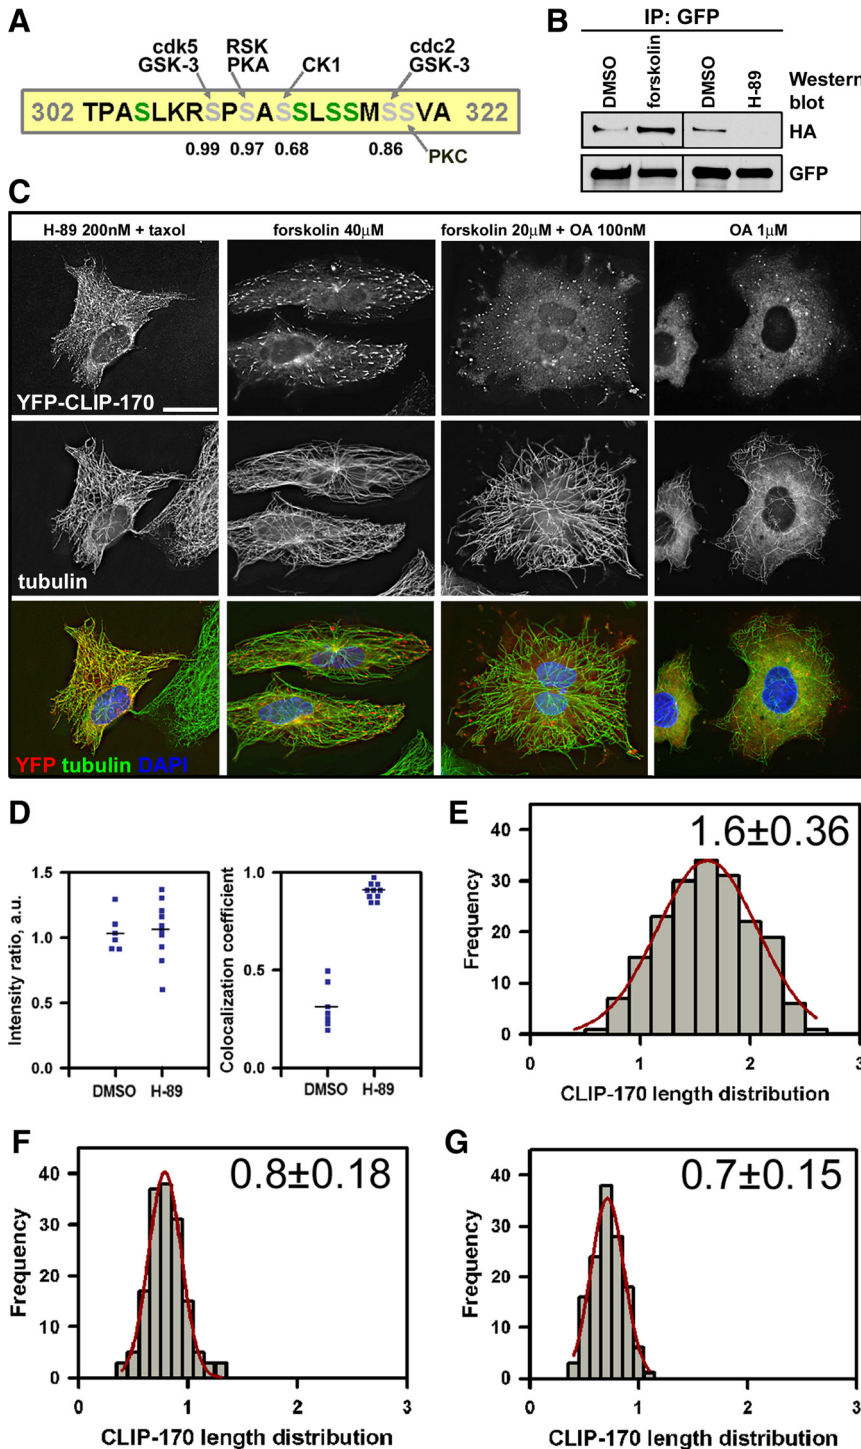 A
cdk5
GSK-3
RSK
PKA
CK1
cdc2
GSK-3
302 TPASLKRSPSASSLSSMSSVA 322
0.99 0.97 0.68 0.86
PKC
B
IP: GFP
DMSO
forskolin
DMSO
H-89
Western
blot
HA
GFP
C
H-89 200nM + taxol
forskolin 40μM
forskolin 20μM + OA 100nM
OA 1μM
YFP-CLIP-170
tubulin
YFP tubulin DAPI
D
Intensity ratio, a.u.
1.5
1.0
0.5
0.0
DMSO H-89
Colocalization coefficient
1.0
0.5
0.0
DMSO H-89
E
1.6±0.36
Frequency
40
30
20
10
0
0 1 2 3
CLIP-170 length distribution
F
0.8±0.18
Frequency
40
30
20
10
0
0 1 2 3
CLIP-170 length distribution
G
0.7±0.15
Frequency
40
30
20
10
0
0 1 2 3
CLIP-170 length distribution